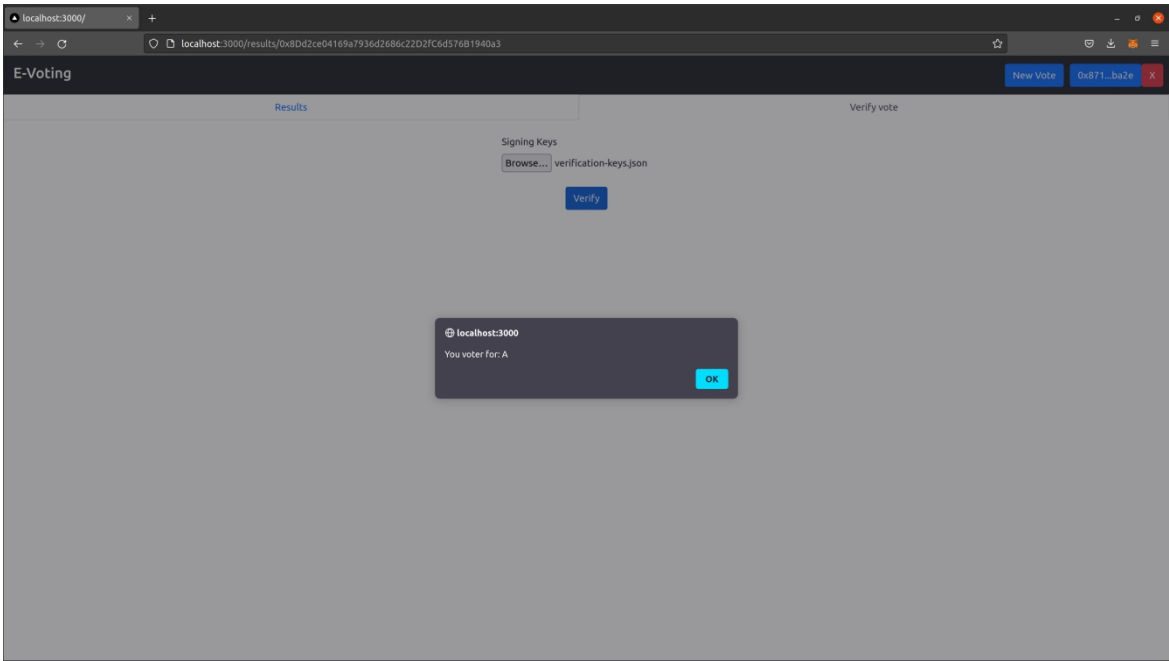 localhost:3000/
localhost:3000/results/0x8Dd2ce04169a7936d2686c22D2fC6d576B1940a3
E-Voting
New Vote
0x871...ba2e
X
Results
Verify vote
Signing Keys
Browse... verification-keys.json
Verify
localhost:3000
You voter for: A
OK